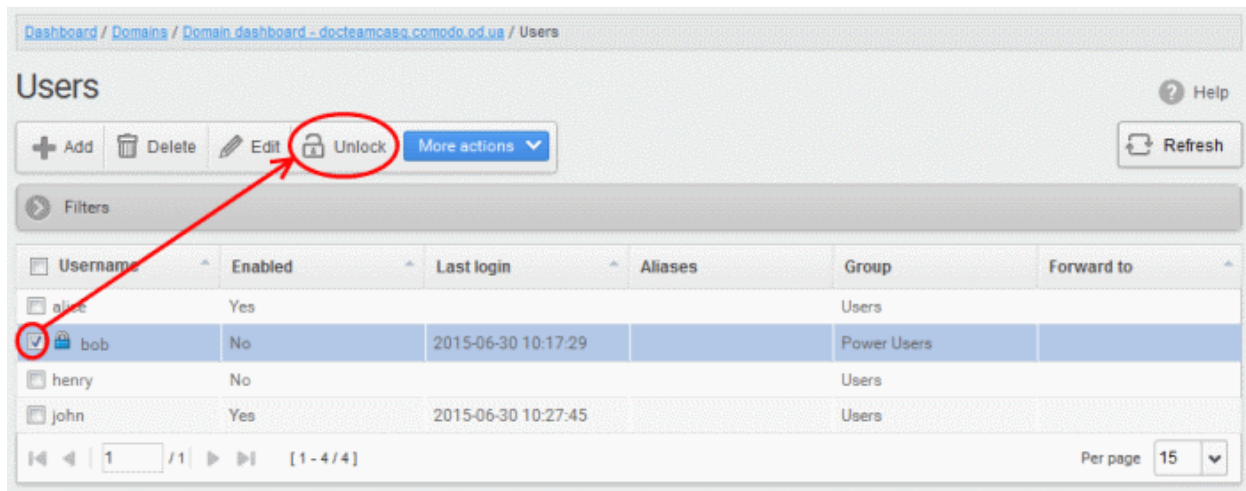 Dashboard / Domains / Domain dashboard - docteamcasg.comodo.od.ua / Users
Users
Help
Add Delete Edit Unlock More actions Refresh
Filters
Username Enabled Last login Aliases Group Forward to
alice Yes Users
bob No 2015-06-30 10:17:29 Power Users
henry No Users
john Yes 2015-06-30 10:27:45 Users
1 / 1 [ 1 - 4 / 4 ] Per page 15